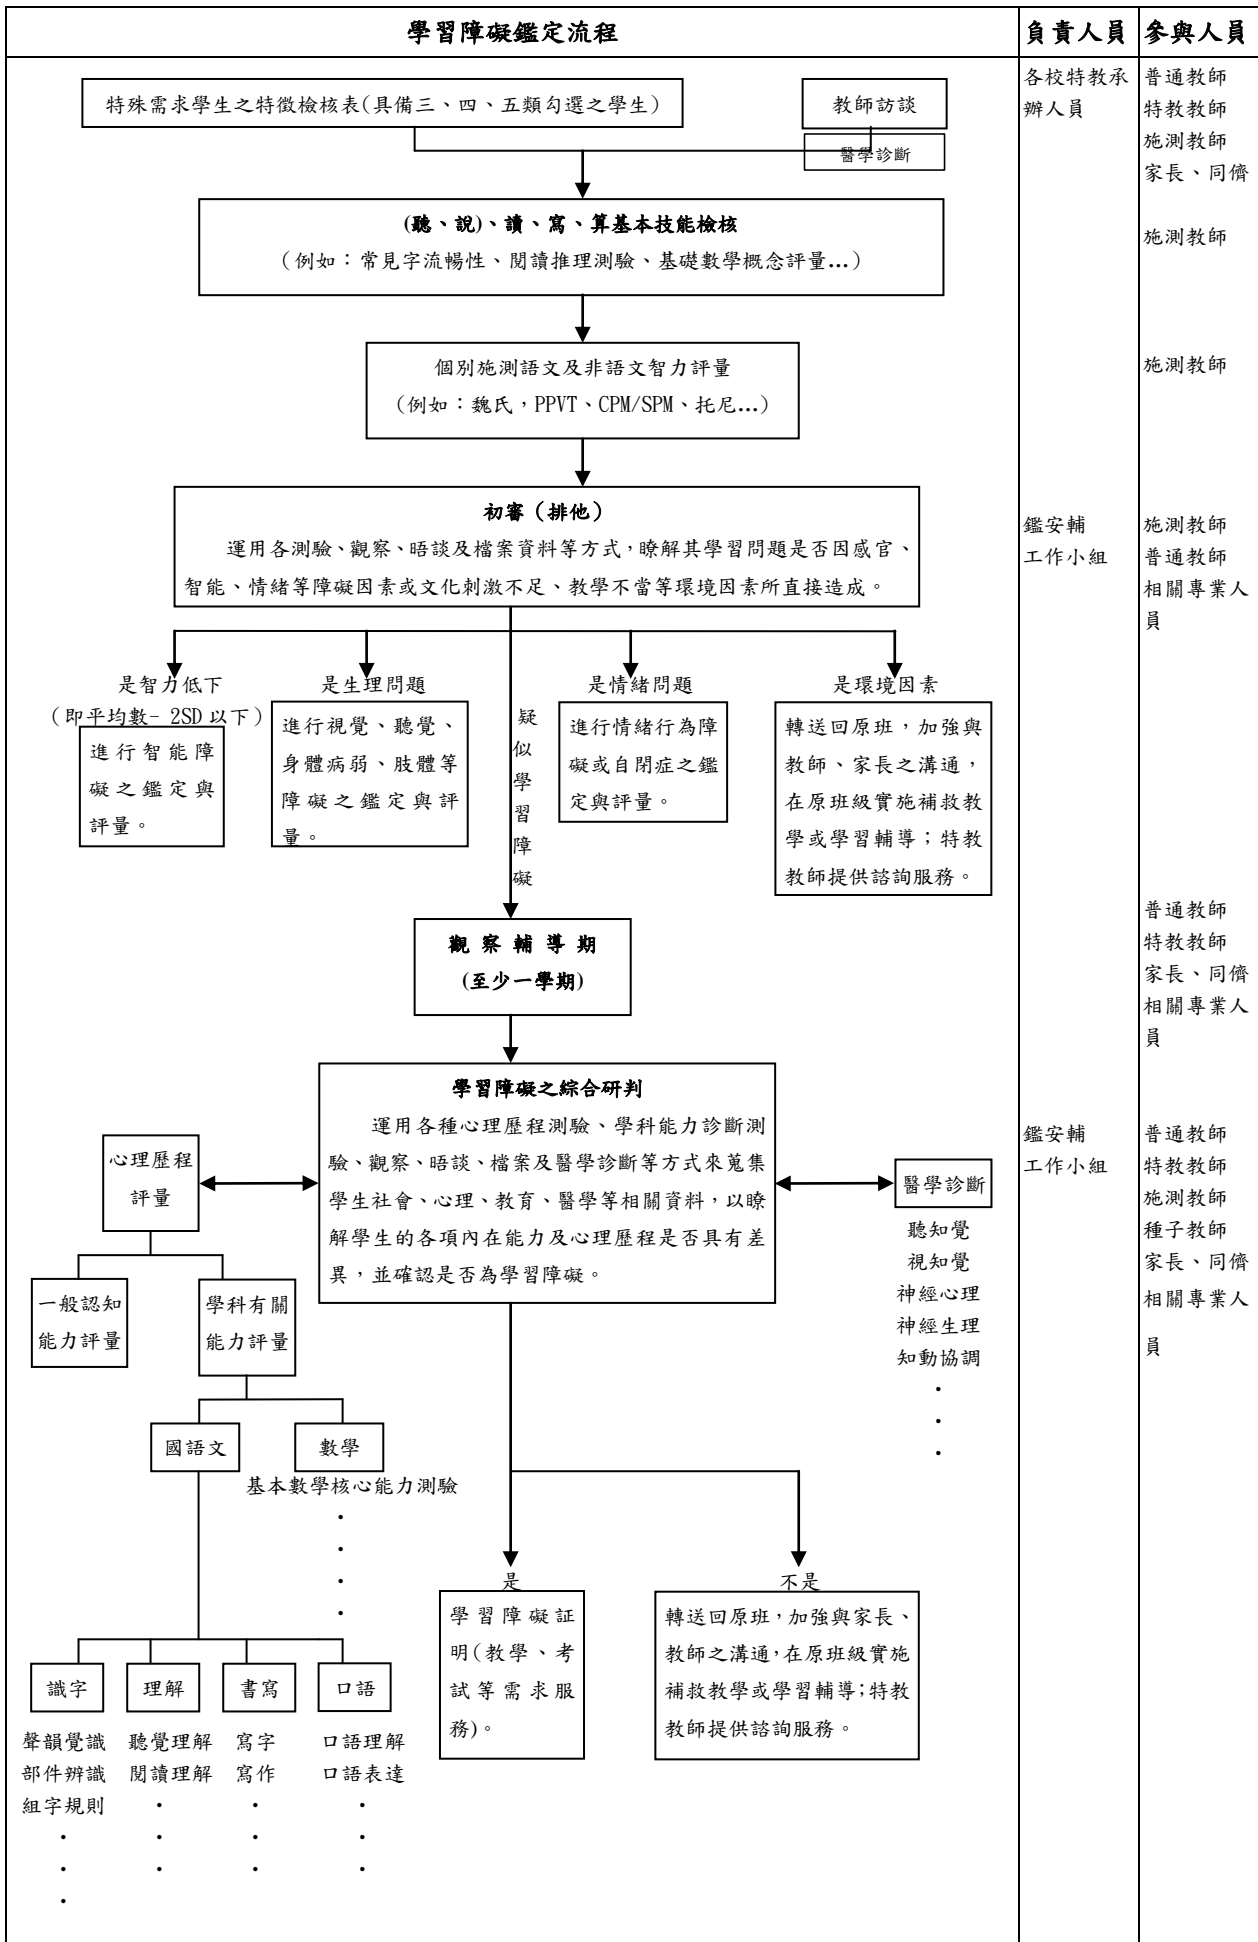 學習障礙鑑定流程
負責人員
參與人員
特殊需求學生之特徵檢核表(具備三、四、五類勾選之學生)
教師訪談
醫學診斷
各校特教承
辦人員
普通教師
特教教師
施測教師
家長、同儕
(聽、說)、讀、寫、算基本技能檢核
(例如：常見字流暢性、閱讀推理測驗、基礎數學概念評量…)
施測教師
個別施測語文及非語文智力評量
(例如：魏氏，PPVT、CPM/SPM、托尼…)
施測教師
初審（排他）
運用各測驗、觀察、晤談及檔案資料等方式，瞭解其學習問題是否因感官、
智能、情緒等障礙因素或文化刺激不足、教學不當等環境因素所直接造成。
鑑安輔
工作小組
施測教師
普通教師
相關專業人
員
是智力低下
（即平均數- 2SD 以下）
進行智能障
礙之鑑定與
評量。
是生理問題
進行視覺、聽覺、
身體病弱、肢體等
障礙之鑑定與評
量。
疑
似
學
習
障
礙
是情緒問題
進行情緒行為障
礙或自閉症之鑑
定與評量。
是環境因素
轉送回原班，加強與
教師、家長之溝通，
在原班級實施補救教
學或學習輔導；特教
教師提供諮詢服務。
觀察輔導期
(至少一學期)
普通教師
特教教師
家長、同儕
相關專業人
員
學習障礙之綜合研判
運用各種心理歷程測驗、學科能力診斷測
驗、觀察、晤談、檔案及醫學診斷等方式來蒐集
學生社會、心理、教育、醫學等相關資料，以瞭
解學生的各項內在能力及心理歷程是否具有差
異，並確認是否為學習障礙。
鑑安輔
工作小組
普通教師
特教教師
施測教師
種子教師
家長、同儕
相關專業人
員
心理歷程
評量
醫學診斷
聽知覺
視知覺
神經心理
神經生理
知動協調
·
·
·
一般認知
能力評量
學科有關
能力評量
國語文
數學
基本數學核心能力測驗
·
·
·
·
是
學習障礙証
明(教學、考
試等需求服
務)。
不是
轉送回原班，加強與家長、
教師之溝通，在原班級實施
補救教學或學習輔導；特教
教師提供諮詢服務。
識字
聲韻覺識
部件辨識
組字規則
·
·
·
理解
聽覺理解
閱讀理解
·
·
·
書寫
寫字
寫作
·
·
·
口語
口語理解
口語表達
·
·
·